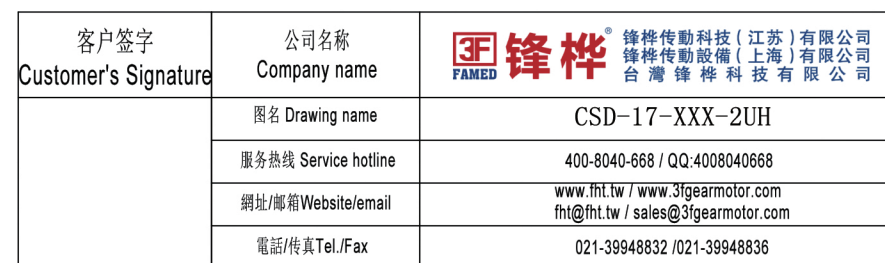 客户签字
Customer's Signature
公司名称
Company name
3F
FAMED
锋桦®
锋桦传動科技(江苏)有限公司
锋桦传動設備(上海)有限公司
台灣锋桦科技有限公司
图名 Drawing name
CSD-17-XXX-2UH
服务热线 Service hotline
400-8040-668 / QQ:4008040668
網址/邮箱Website/email
www.fht.tw / www.3fgearmotor.com
fht@fht.tw / sales@3fgearmotor.com
電話/传真Tel./Fax
021-39948832 /021-39948836